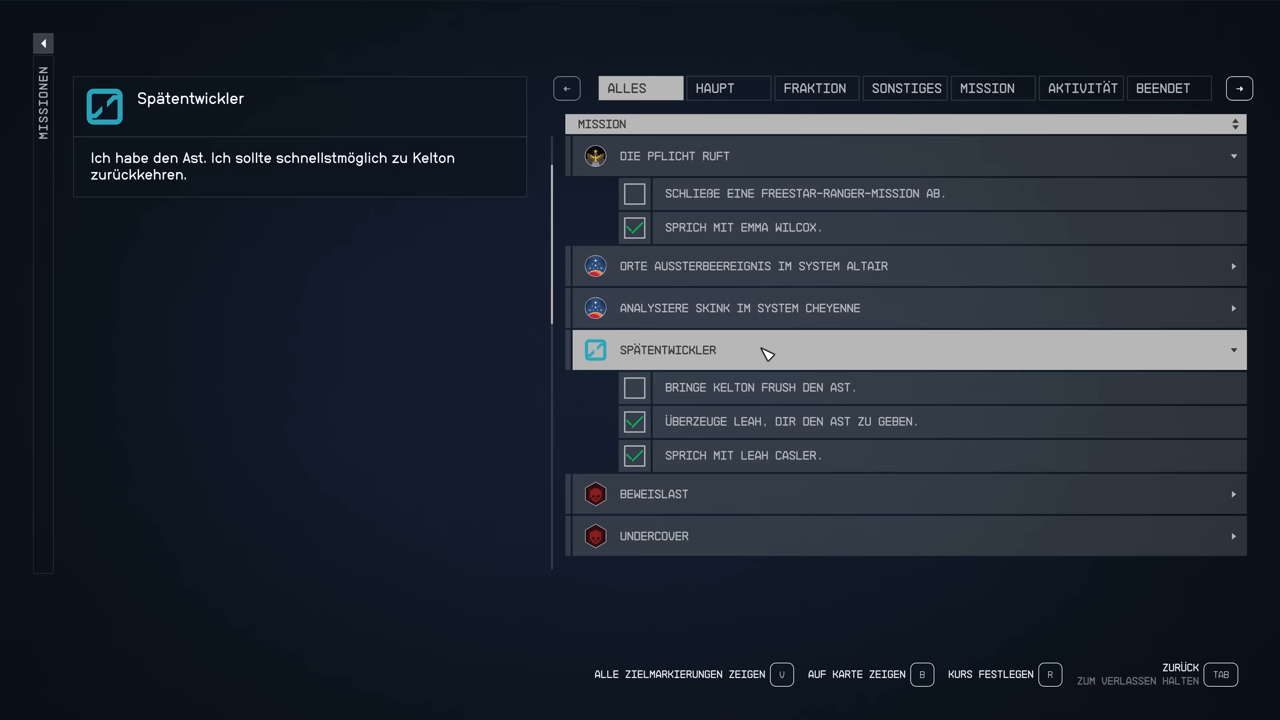 MISSIONEN
Spätentwickler
Ich habe den Ast. Ich sollte schnellstmöglich zu Kelton
zurückkehren.
ALLES
HAUPT
FRAKTION
SONSTIGES
MISSION
AKTIVITÄT
BEENDET
MISSION
DIE PFLICHT RUFT
SCHLIEßE EINE FREESTAR-RANGER-MISSION AB.
SPRICH MIT EMMA WILCOX.
ORTE AUSSTERBEEREIGNIS IM SYSTEM ALTAIR
ANALYSIERE SKINK IM SYSTEM CHEYENNE
SPÄTENTWICKLER
BRINGE KELTON FRUSH DEN AST.
ÜBERZEUGE LEAH, DIR DEN AST ZU GEBEN.
SPRICH MIT LEAH CASLER.
BEWEISLAST
UNDERCOVER
ALLE ZIELMARKIERUNGEN ZEIGEN V
AUF KARTE ZEIGEN B
KURS FESTLEGEN R
ZURÜCK
ZUM VERLASSEN HALTEN TAB